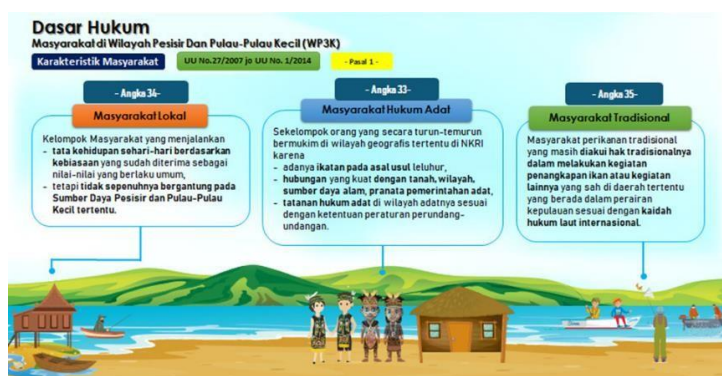 Dasar Hukum
Masyarakat di Wilayah Pesisir Dan Pulau-Pulau Kecil (WP3K)
Karakteristik Masyarakat
UU No.27/2007 jo UU No. 1/2014
- Pasal 1 -
- Angka 34-
Masyarakat Lokal
Kelompok Masyarakat yang menjalankan
- tata kehidupan sehari-hari berdasarkan
kebiasaan yang sudah diterima sebagai
nilai-nilai yang berlaku umum,
- tetapi tidak sepenuhnya bergantung pada
Sumber Daya Pesisir dan Pulau-Pulau
Kecil tertentu.
- Angka 33-
Masyarakat Hukum Adat
Sekelompok orang yang secara turun-temurun
bermukim di wilayah geografis tertentu di NKRI
karena
- adanya ikatan pada asal usul leluhur,
- hubungan yang kuat dengan tanah, wilayah,
sumber daya alam, pranata pemerintahan adat,
- tatanan hukum adat di wilayah adatnya sesuai
dengan ketentuan peraturan perundang-
undangan.
- Angka 35-
Masyarakat Tradisional
Masyarakat perikanan tradisional
yang masih diakui hak tradisionalnya
dalam melakukan kegiatan
penangkapan ikan atau kegiatan
lainnya yang sah di daerah tertentu
yang berada dalam perairan
kepulauan sesuai dengan kaidah
hukum laut internasional.